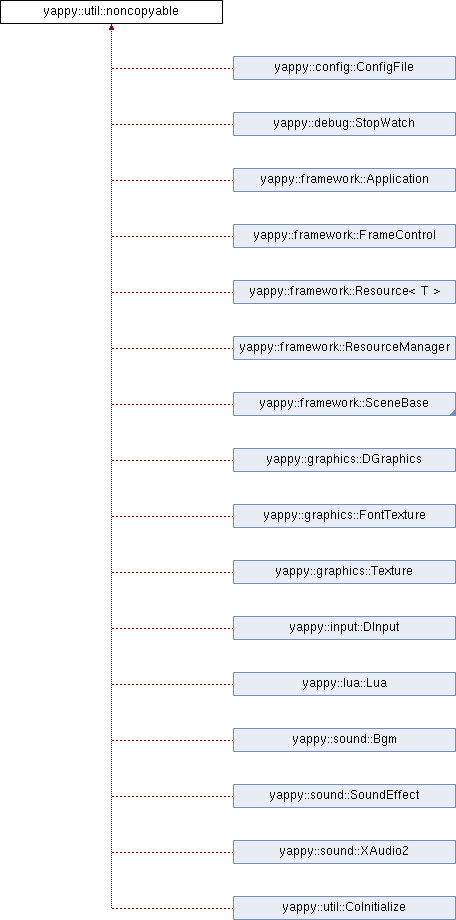 yappy::util::noncopyable
yappy::config::ConfigFile
yappy::debug::StopWatch
yappy::framework::Application
yappy::framework::FrameControl
yappy::framework::Resource< T >
yappy::framework::ResourceManager
yappy::framework::SceneBase
yappy::graphics::DGraphics
yappy::graphics::FontTexture
yappy::graphics::Texture
yappy::input::DInput
yappy::lua::Lua
yappy::sound::Bgm
yappy::sound::SoundEffect
yappy::sound::XAudio2
yappy::util::CoInitialize